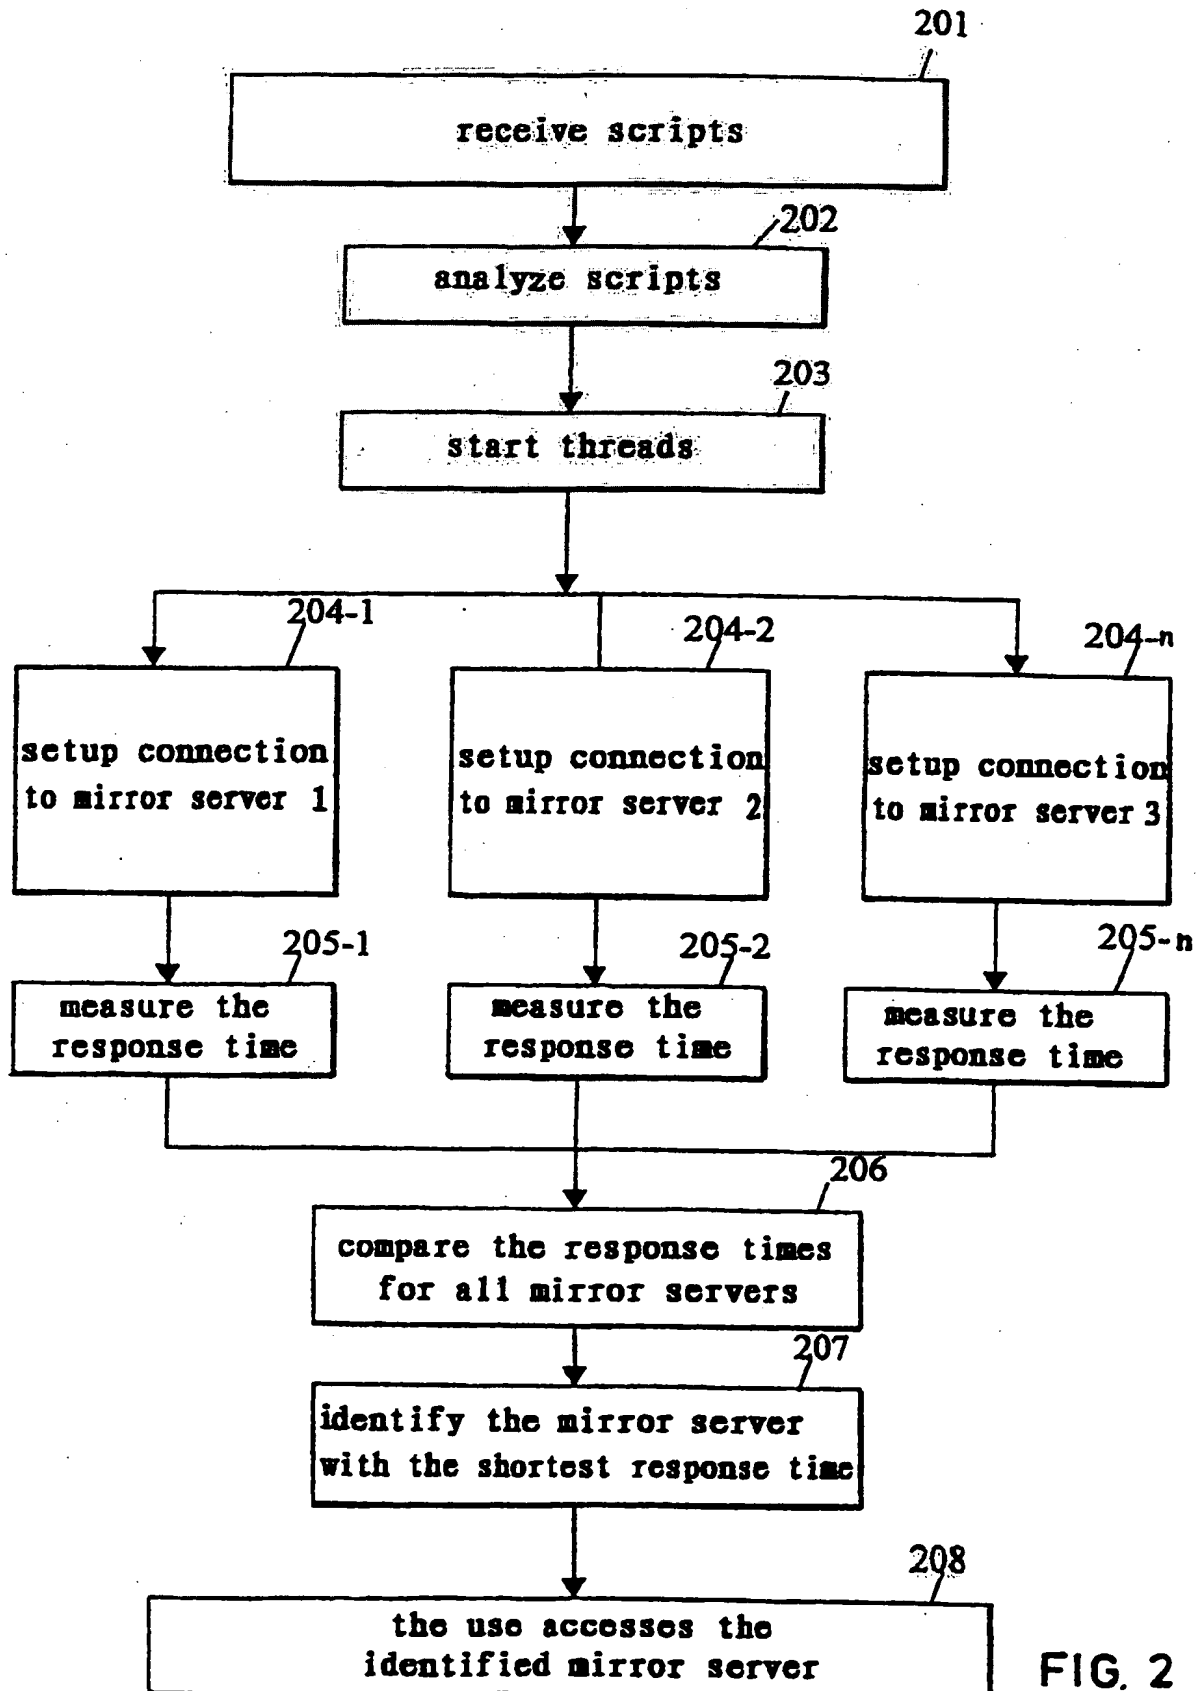 201
receive scripts
202
analyze scripts
203
start threads
204-1
204-2
204-n
setup connection
to mirror server 1
setup connection
to mirror server 2
setup connection
to mirror server 3
205-1
205-2
205-n
measure the
response time
measure the
response time
measure the
response time
206
compare the response times
for all mirror servers
207
identify the mirror server
with the shortest response time
208
the use accesses the
identified mirror server
FIG. 2